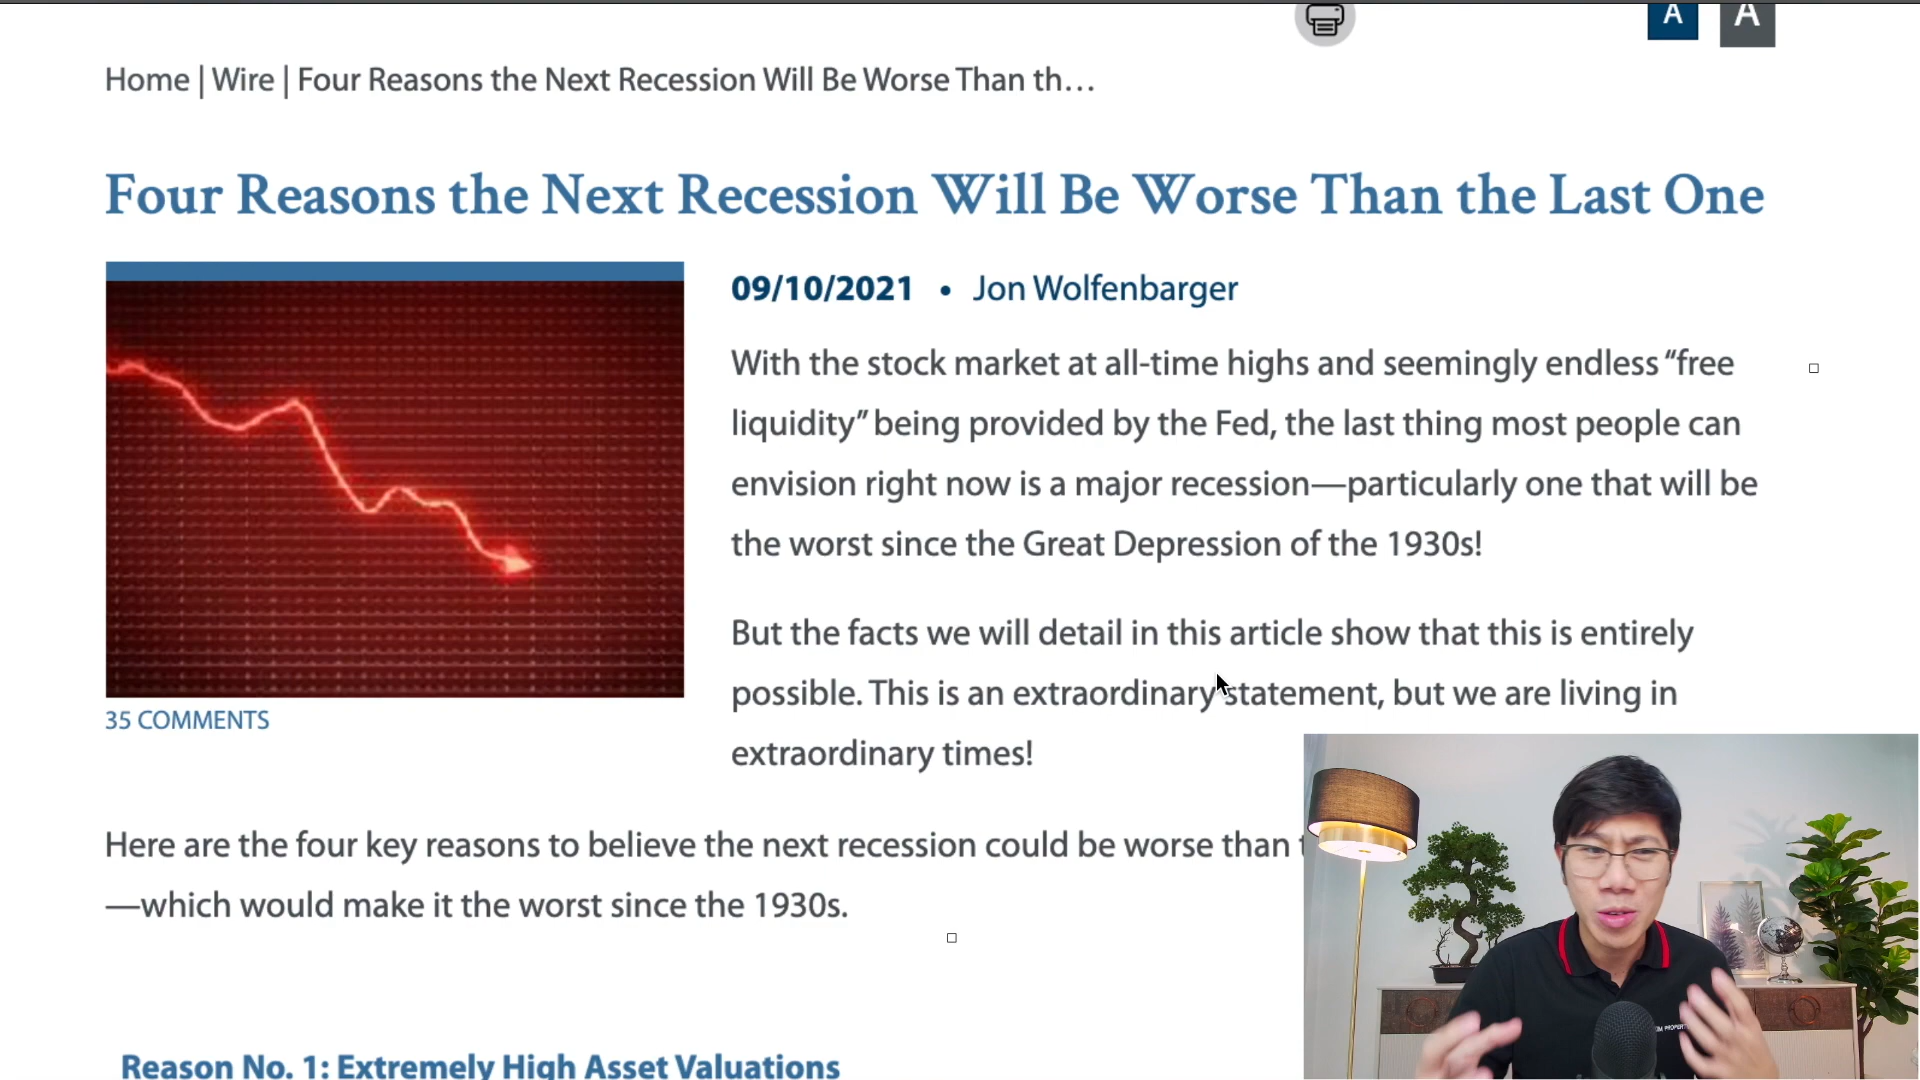 A A
Home | Wire | Four Reasons the Next Recession Will Be Worse Than th…
Four Reasons the Next Recession Will Be Worse Than the Last One
09/10/2021 • Jon Wolfenbarger
With the stock market at all-time highs and seemingly endless “free
liquidity” being provided by the Fed, the last thing most people can
envision right now is a major recession—particularly one that will be
the worst since the Great Depression of the 1930s!
35 COMMENTS
But the facts we will detail in this article show that this is entirely
possible. This is an extraordinary statement, but we are living in
extraordinary times!
Here are the four key reasons to believe the next recession could be worse than
—which would make it the worst since the 1930s.
Reason No. 1: Extremely High Asset Valuations